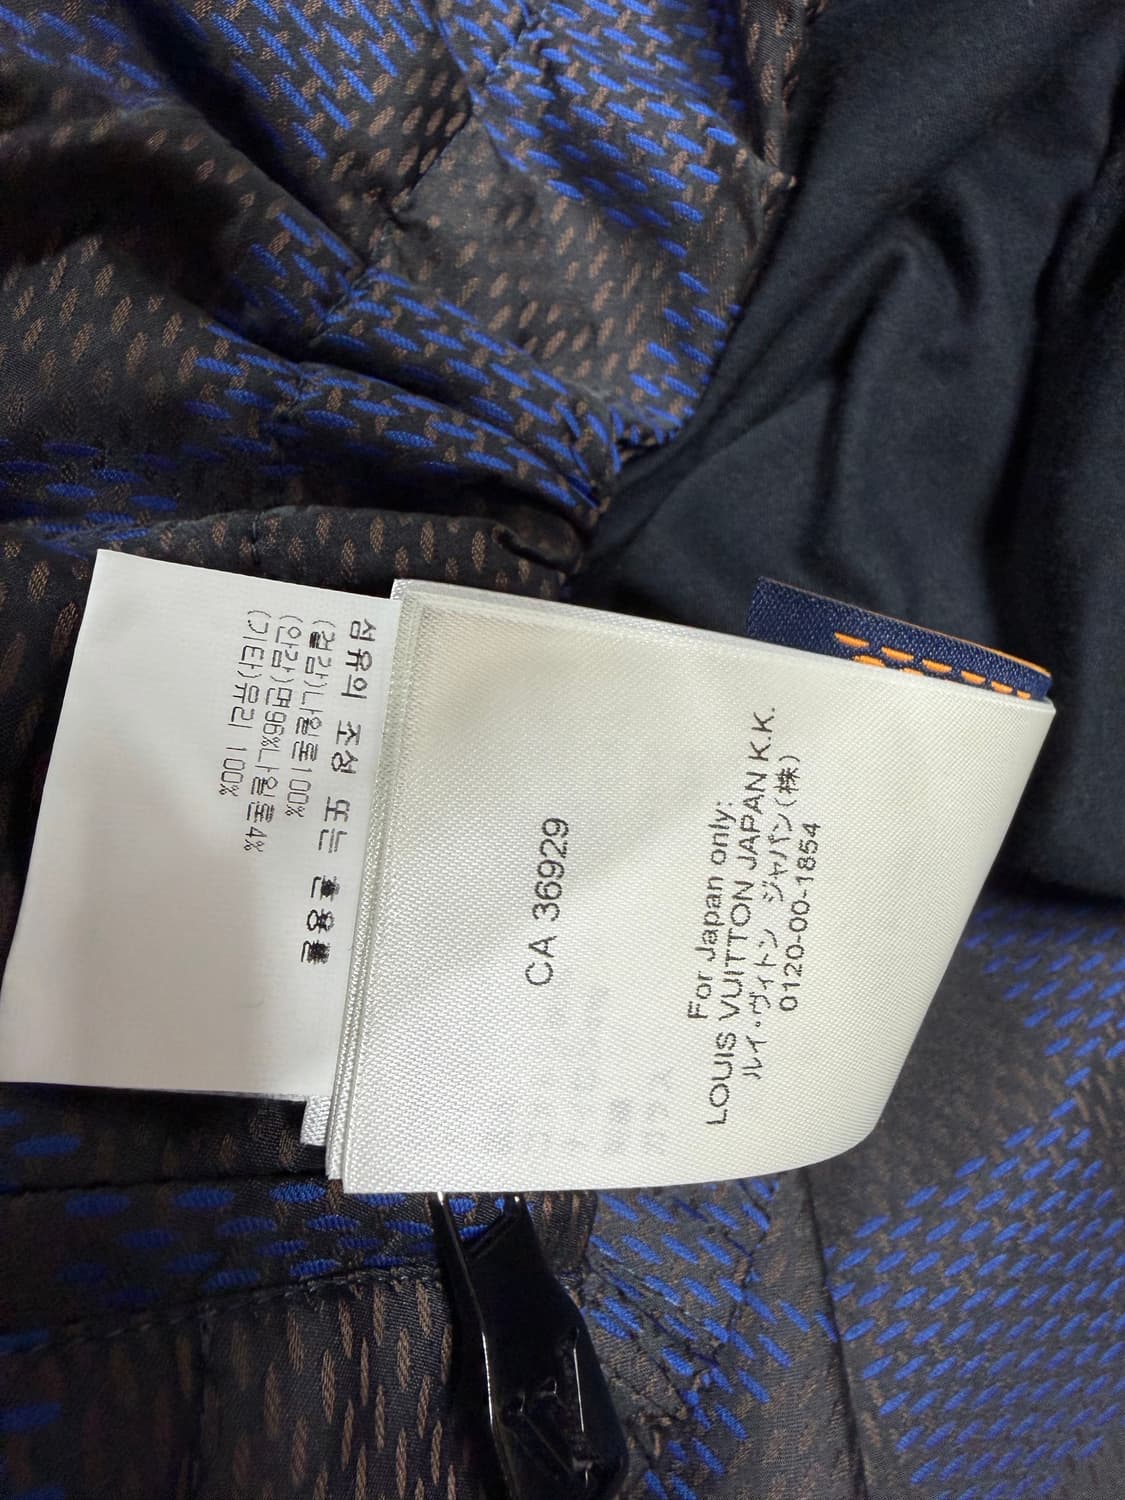 섬유의 조성 또는 혼용률
(겉감)나일론100%
(안감)면96%나일론4%
(기타)유리 100%
CA 36929
For Japan only:
LOUIS VUITTON JAPAN K.K.
ルイ・ヴィトン ジャパン(株)
0120-00-1854